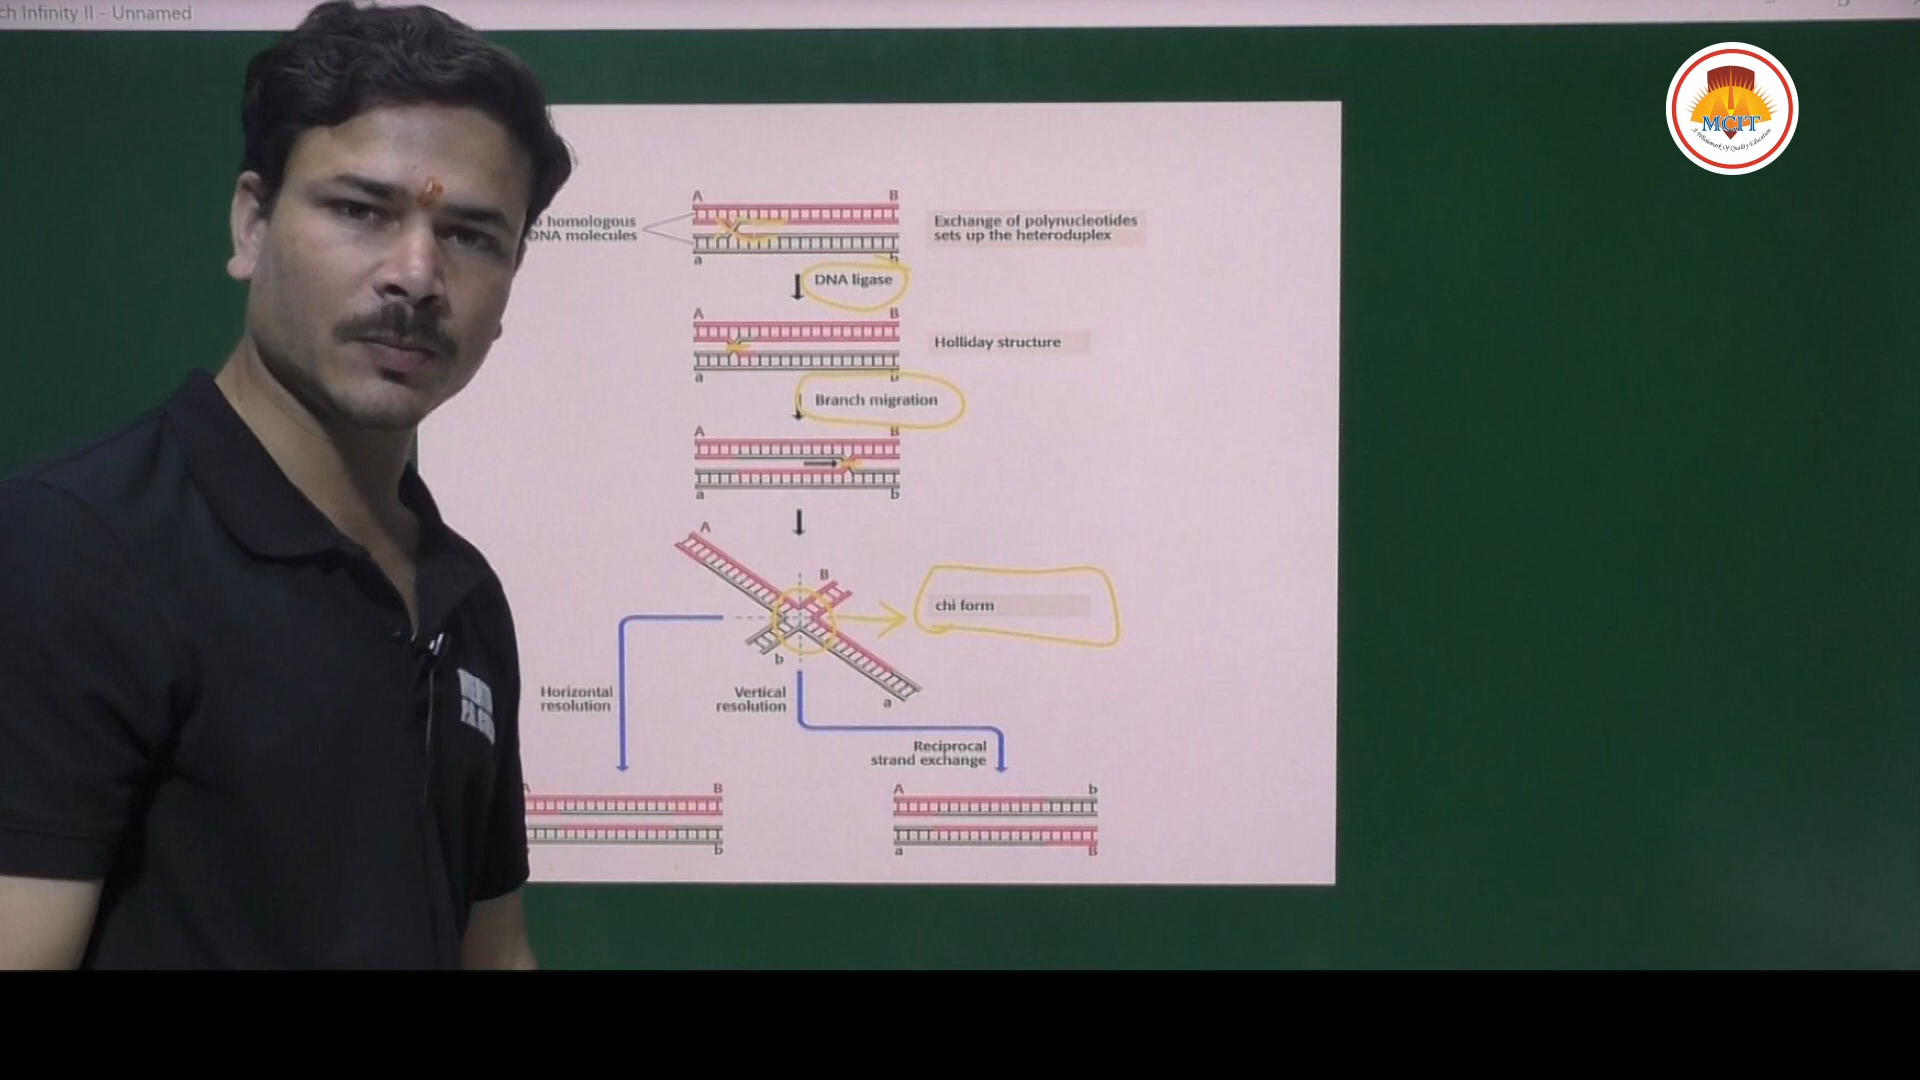 ch Infinity II - Unnamed
MCIT
A B
homologous
DNA molecules
Exchange of polynucleotides
sets up the heteroduplex
a b
DNA ligase
A B
Holliday structure
a b
Branch migration
A B
a b
A
B
chi form
b
a
Horizontal
resolution
Vertical
resolution
Reciprocal
strand exchange
A B
A b
b
a B